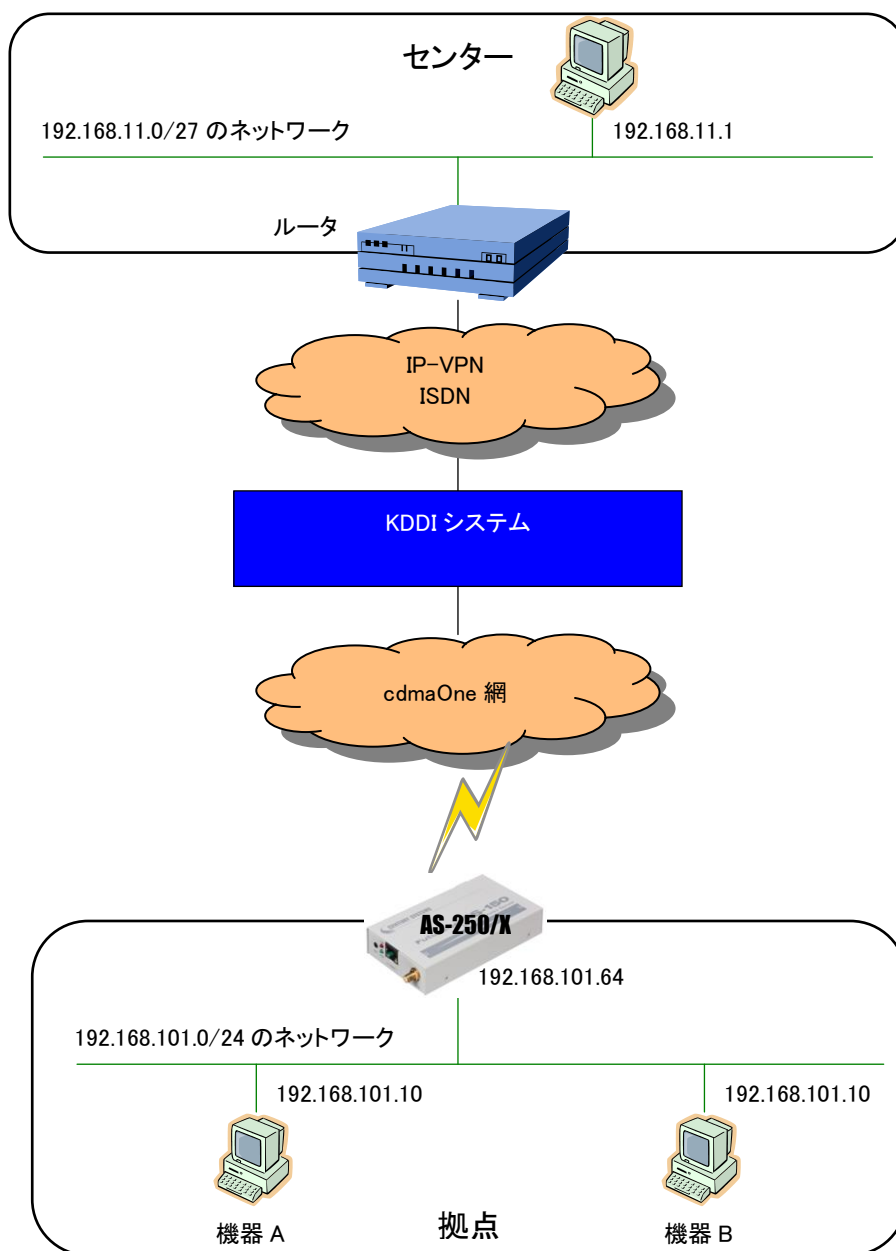 センター
192.168.11.0/27 のネットワーク
192.168.11.1
ルータ
IP-VPN
ISDN
KDDI システム
cdmaOne 網
AS-250/X
192.168.101.64
192.168.101.0/24 のネットワーク
192.168.101.10
192.168.101.10
機器 A
拠点
機器 B